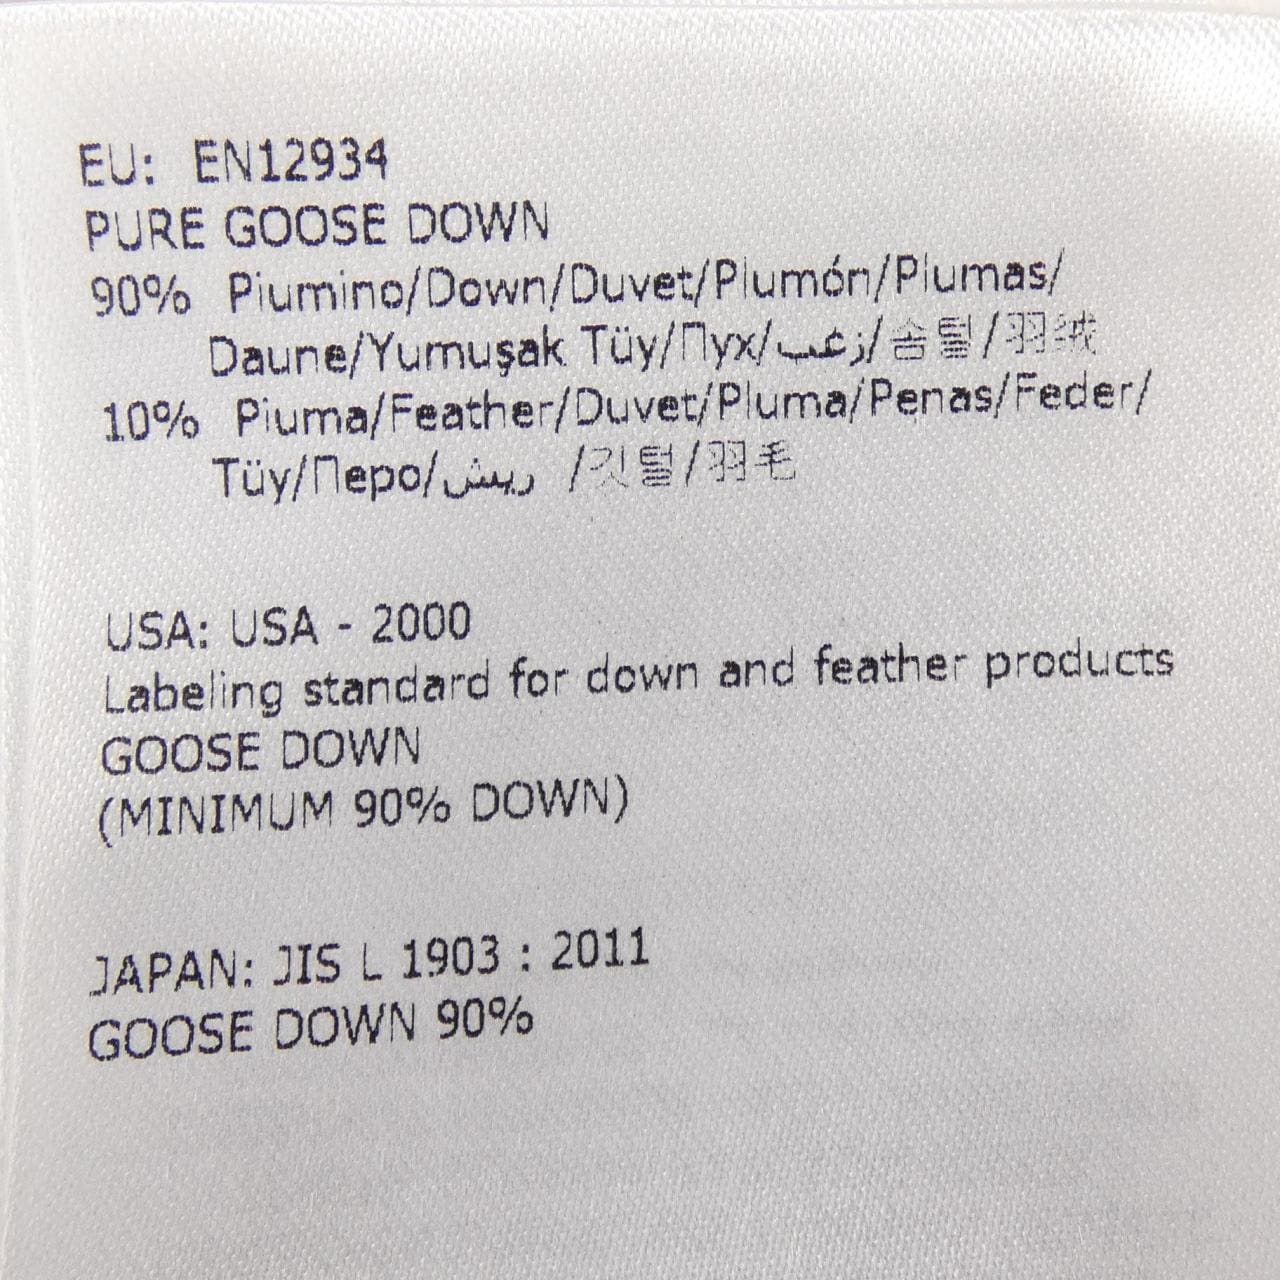 EU: EN12934
PURE GOOSE DOWN
90% Piumino/Down/Duvet/Plumón/Plumas/
Daune/Yumuşak Tüy/Пух/زغب/솜털/羽绒
10% Piuma/Feather/Duvet/Pluma/Penas/Feder/
Tüy/Перо/ريش /깃털/羽毛
USA: USA - 2000
Labeling standard for down and feather products
GOOSE DOWN
(MINIMUM 90% DOWN)
JAPAN: JIS L 1903 : 2011
GOOSE DOWN 90%